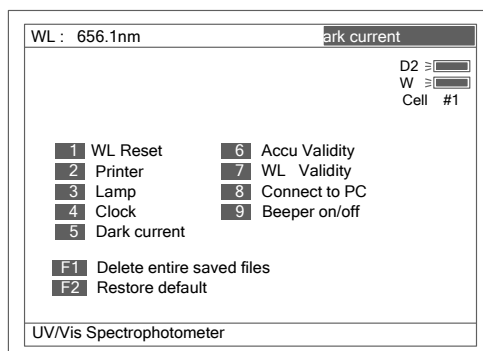 WL : 656.1nm ark current
D2
W
Cell #1
1 WL Reset 6 Accu Validity
2 Printer 7 WL Validity
3 Lamp 8 Connect to PC
4 Clock 9 Beeper on/off
5 Dark current
F1 Delete entire saved files
F2 Restore default
UV/Vis Spectrophotometer